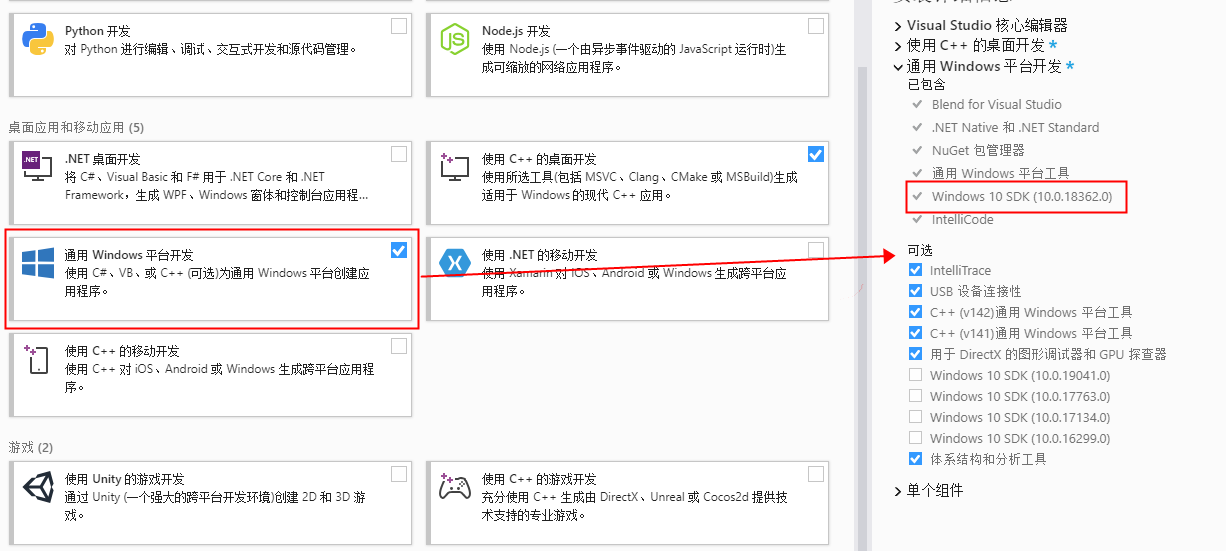 Python 开发
对 Python 进行编辑、调试、交互式开发和源代码管理。
Node.js 开发
使用 Node.js (一个由异步事件驱动的 JavaScript 运行时)生
成可缩放的网络应用程序。
桌面应用和移动应用 (5)
.NET
.NET 桌面开发
将 C#、Visual Basic 和 F# 用于 .NET Core 和 .NET
Framework，生成 WPF、Windows 窗体和控制台应用程...
使用 C++ 的桌面开发
使用所选工具(包括 MSVC、Clang、CMake 或 MSBuild)生成
适用于 Windows 的现代 C++ 应用。
通用 Windows 平台开发
使用 C#、VB、或 C++ (可选)为通用 Windows 平台创建应
用程序。
使用 .NET 的移动开发
使用 Xamarin 对 iOS、Android 或 Windows 生成跨平台应
用程序。
使用 C++ 的移动开发
使用 C++ 对 iOS、Android 或 Windows 生成跨平台应用程
序。
游戏 (2)
使用 Unity 的游戏开发
通过 Unity (一个强大的跨平台开发环境)创建 2D 和 3D 游
戏。
使用 C++ 的游戏开发
充分使用 C++ 生成由 DirectX、Unreal 或 Cocos2d 提供技
术支持的专业游戏。
Visual Studio 核心编辑器
使用 C++ 的桌面开发 *
通用 Windows 平台开发 *
已包含
Blend for Visual Studio
.NET Native 和 .NET Standard
NuGet 包管理器
通用 Windows 平台工具
Windows 10 SDK (10.0.18362.0)
IntelliCode
可选
IntelliTrace
USB 设备连接性
C++ (v142)通用 Windows 平台工具
C++ (v141)通用 Windows 平台工具
用于 DirectX 的图形调试器和 GPU 探查器
Windows 10 SDK (10.0.19041.0)
Windows 10 SDK (10.0.17763.0)
Windows 10 SDK (10.0.17134.0)
Windows 10 SDK (10.0.16299.0)
体系结构和分析工具
单个组件